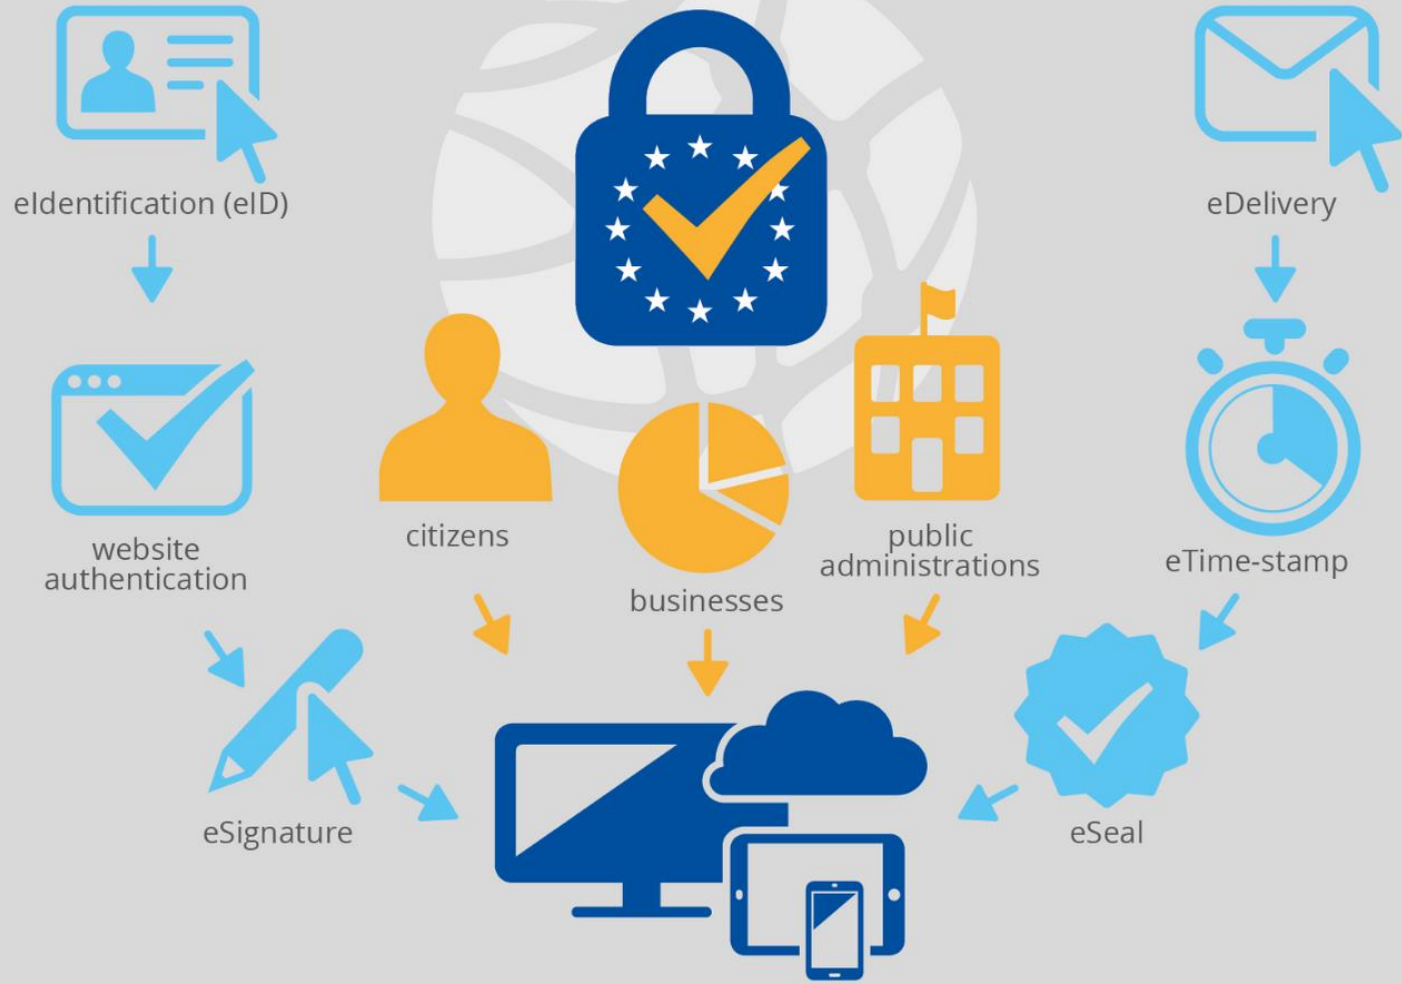 eIdentification (eID)
eDelivery
website
authentication
citizens
businesses
public
administrations
eTime-stamp
eSignature
eSeal